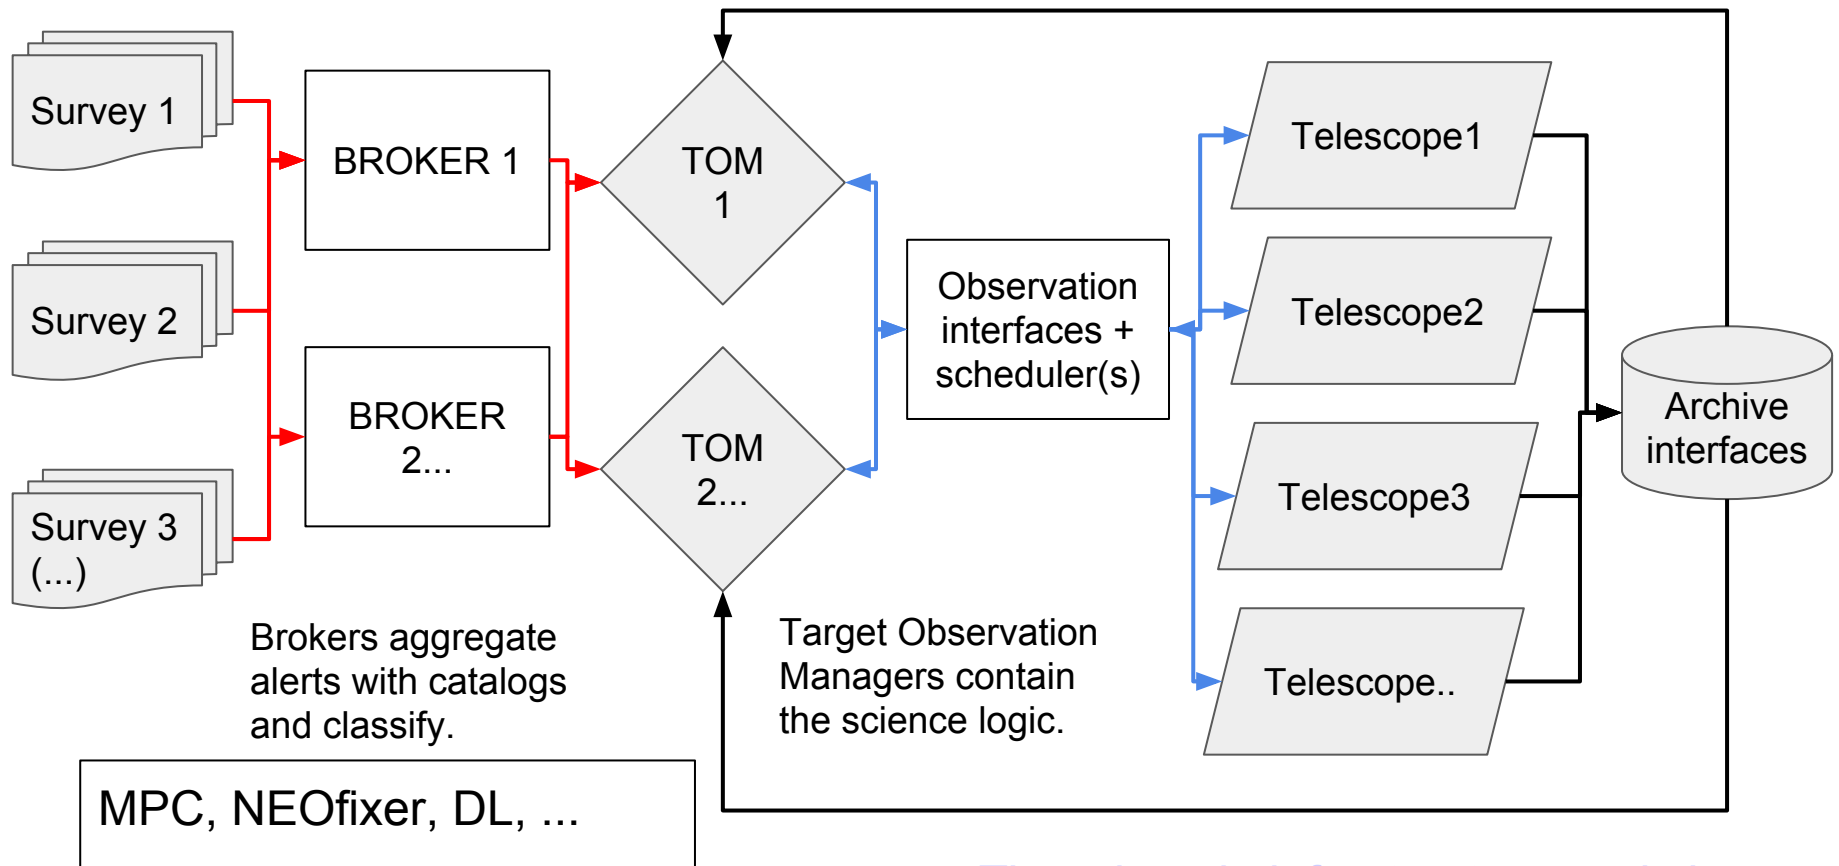 Survey 1
Survey 2
Survey 3
(...)
BROKER 1
BROKER
2...
TOM
1
TOM
2...
Observation
interfaces +
scheduler(s)
Telescope1
Telescope2
Telescope3
Telescope..
Archive
interfaces
Brokers aggregate
alerts with catalogs
and classify.
Target Observation
Managers contain
the science logic.
MPC, NEOfixer, DL, ...